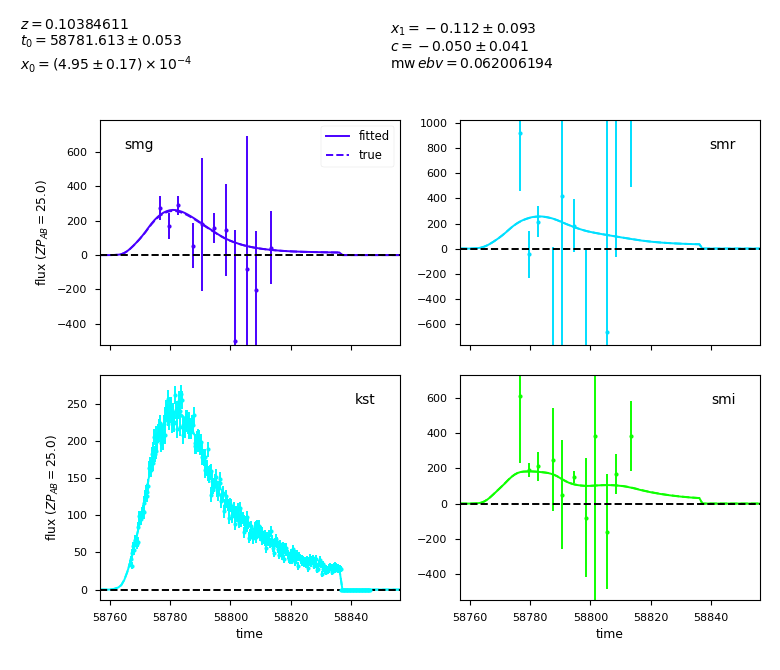 z = 0.10384611
t0 = 58781.613 ± 0.053
x0 = (4.95 ± 0.17) × 10^−4
x1 = −0.112 ± 0.093
c = −0.050 ± 0.041
mw ebv = 0.062006194
smg
fitted
true
600
400
200
0
−200
−400
flux (ZP_AB = 25.0)
smr
1000
800
600
400
200
0
−200
−400
−600
kst
250
200
150
100
50
0
flux (ZP_AB = 25.0)
58760 58780 58800 58820 58840
time
smi
600
400
200
0
−200
−400
58760 58780 58800 58820 58840
time